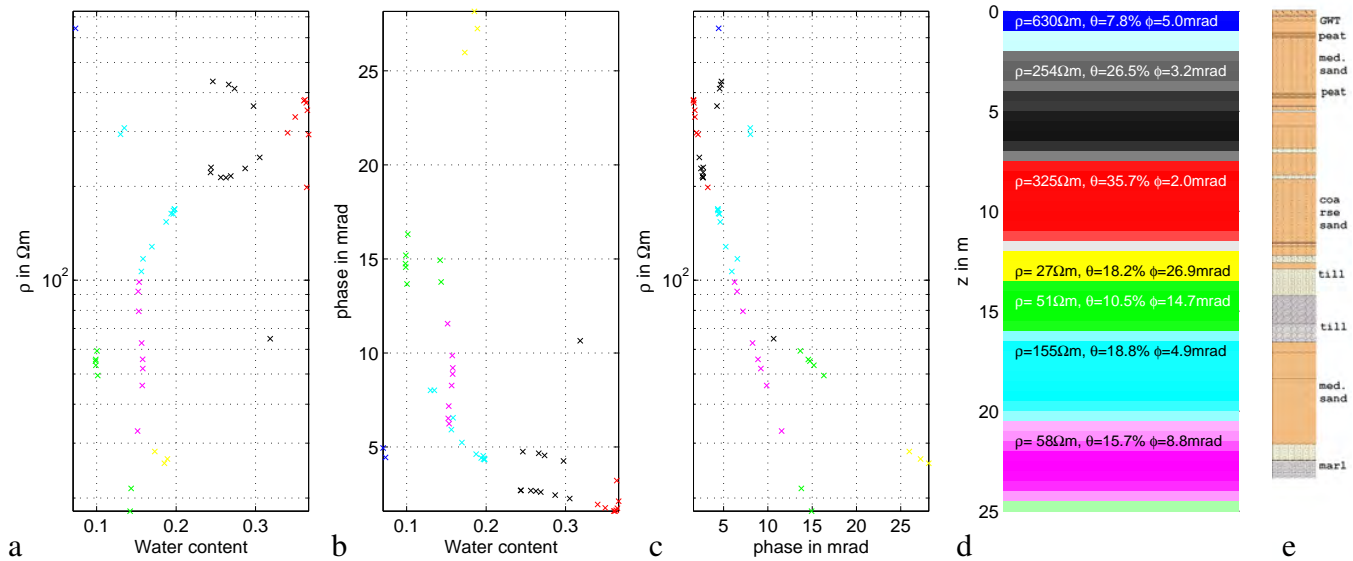 ρ in Ωm
10²
0.1 0.2 0.3
Water content
a
phase in mrad
25
20
15
10
5
0.1 0.2 0.3
Water content
b
ρ in Ωm
10²
5 10 15 20 25
phase in mrad
c
z in m
0
5
10
15
20
25
ρ=630Ωm, θ=7.8% ϕ=5.0mrad
ρ=254Ωm, θ=26.5% ϕ=3.2mrad
ρ=325Ωm, θ=35.7% ϕ=2.0mrad
ρ= 27Ωm, θ=18.2% ϕ=26.9mrad
ρ= 51Ωm, θ=10.5% ϕ=14.7mrad
ρ=155Ωm, θ=18.8% ϕ=4.9mrad
ρ= 58Ωm, θ=15.7% ϕ=8.8mrad
d
GWT
peat
med.
sand
peat
coa
rse
sand
till
till
med.
sand
marl
e